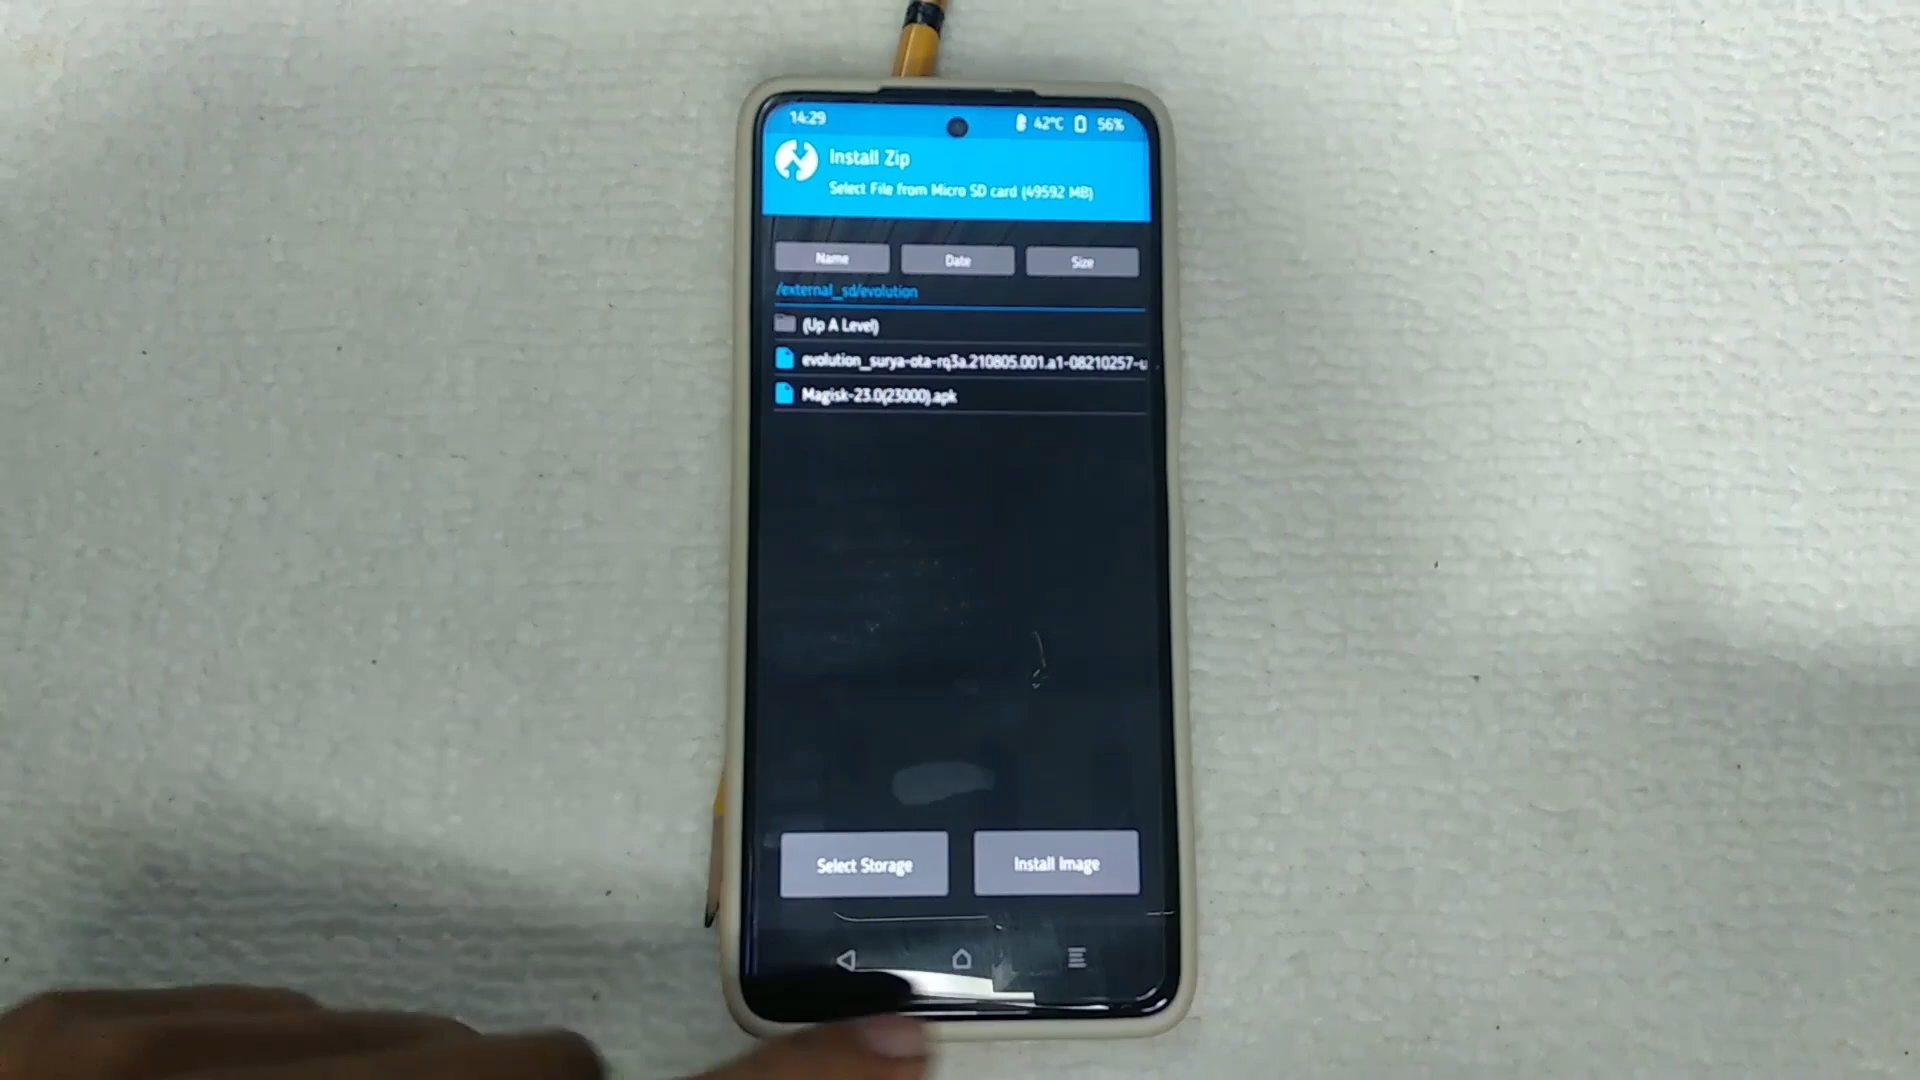 14:29 42°C 56%
Install Zip
Select File from Micro SD card (49592 MB)
Name Date Size
/external_sd/evolution
(Up A Level)
evolution_surya-ota-rq3a.210805.001.a1-08210257-u
Magisk-23.0(23000).apk
Select Storage Install Image